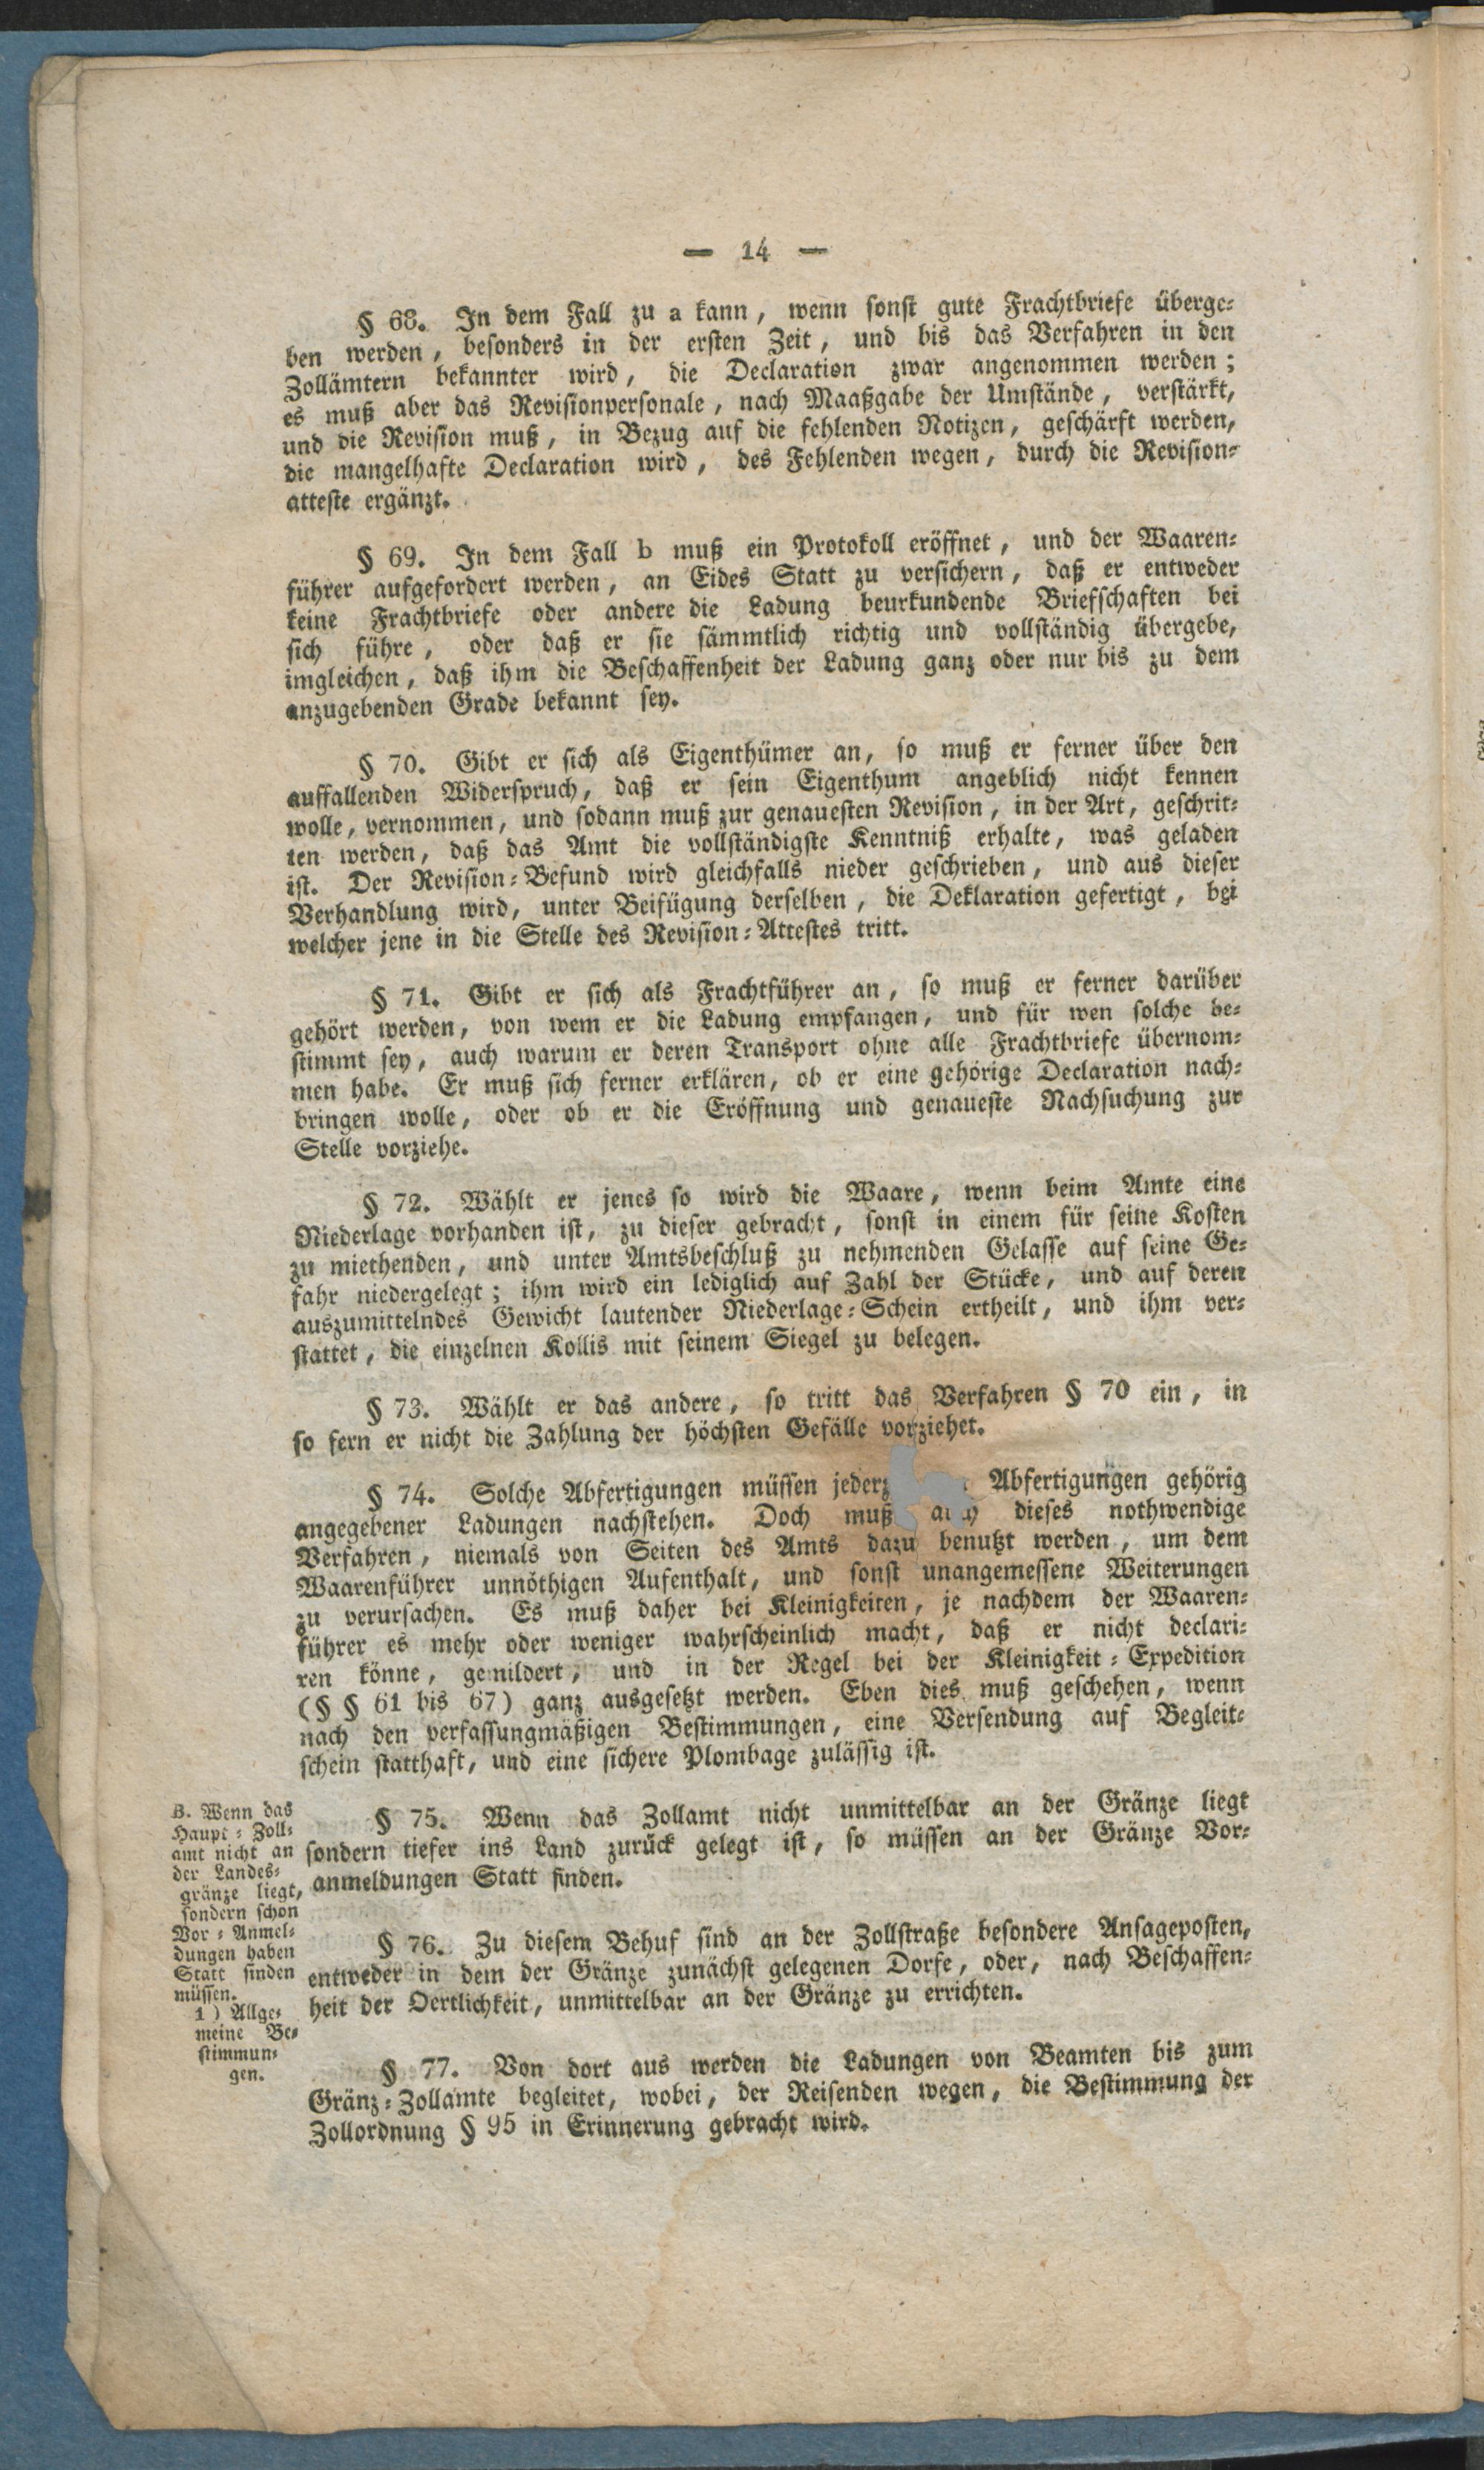 — 14 —
§ 68. In dem Fall zu a kann, wenn sonst gute Frachtbriefe überge-
ben werden, besonders in der ersten Zeit, und bis das Verfahren in den
Zollämtern bekannter wird, die Declaration zwar angenommen werden;
es muß aber das Revisionpersonale, nach Maaßgabe der Umstände, verstärkt,
und die Revision muß, in Bezug auf die fehlenden Notizen, geschärft werden,
die mangelhafte Declaration wird, des Fehlenden wegen, durch die Revision-
atteste ergänzt.
§ 69. In dem Fall b muß ein Protokoll eröffnet, und der Waaren-
führer aufgefordert werden, an Eides Statt zu versichern, daß er entweder
keine Frachtbriefe oder andere die Ladung beurkundende Briefschaften bei
sich führe, oder daß er sie sämmtlich richtig und vollständig übergebe,
imgleichen, daß ihm die Beschaffenheit der Ladung ganz oder nur bis zu dem
anzugebenden Grade bekannt sey.
§ 70. Gibt er sich als Eigenthümer an, so muß er ferner über den
auffallenden Widerspruch, daß er sein Eigenthum angeblich nicht kennen
wolle, vernommen, und sodann muß zur genauesten Revision, in der Art, geschrit-
ten werden, daß das Amt die vollständigste Kenntniß erhalte, was geladen
ist. Der Revision-Befund wird gleichfalls nieder geschrieben, und aus dieser
Verhandlung wird, unter Beifügung derselben, die Deklaration gefertigt, bei
welcher jene in die Stelle des Revision-Attestes tritt.
§ 71. Gibt er sich als Frachtführer an, so muß er ferner darüber
gehört werden, von wem er die Ladung empfangen, und für wen solche be-
stimmt sey, auch warum er deren Transport ohne alle Frachtbriefe übernom-
men habe. Er muß sich ferner erklären, ob er eine gehörige Declaration nach-
bringen wolle, oder ob er die Eröffnung und genaueste Nachsuchung zur
Stelle vorziehe.
§ 72. Wählt er jenes so wird die Waare, wenn beim Amte eine
Niederlage vorhanden ist, zu dieser gebracht, sonst in einem für seine Kosten
zu miethenden, und unter Amtsbeschluß zu nehmenden Gelasse auf seine Ge-
fahr niedergelegt; ihm wird ein lediglich auf Zahl der Stücke, und auf deren
auszumittelndes Gewicht lautender Niederlage-Schein ertheilt, und ihm ver-
stattet, die einzelnen Kollis mit seinem Siegel zu belegen.
§ 73. Wählt er das andere, so tritt das Verfahren § 70 ein, in
so fern er nicht die Zahlung der höchsten Gefälle vorziehet.
§ 74. Solche Abfertigungen müssen Abfertigungen gehörig
angegebener Ladungen nachstehen. Doch muß auch dieses nothwendige
Verfahren, niemals von Seiten des Amts dazu benutzt werden, um dem
Waarenführer unnöthigen Aufenthalt, und sonst unangemessene Weiterungen
zu verursachen. Es muß daher bei Kleinigkeiten, je nachdem der Waaren-
führer es mehr oder weniger wahrscheinlich macht, daß er nicht declari-
ren könne, gemildert, und in der Regel bei der Kleinigkeit-Expedition
(§ § 61 bis 67) ganz ausgesetzt werden. Eben dies muß geschehen, wenn
nach den verfassungmäßigen Bestimmungen, eine Versendung auf Begleit-
schein statthaft, und eine sichere Plombage zulässig ist.
B. Wenn das
Haupt-Zoll-
amt nicht an
der Landes-
gränze liegt,
sondern schon
Vor-Anmel-
dungen haben
Statt finden
müssen.
1) Allge-
meine Be-
stimmun-
gen.
§ 75. Wenn das Zollamt nicht unmittelbar an der Gränze liegt
sondern tiefer ins Land zurück gelegt ist, so müssen an der Gränze Vor-
anmeldungen Statt finden.
§ 76. Zu diesem Behuf sind an der Zollstraße besondere Ansageposten,
entweder in dem der Gränze zunächst gelegenen Dorfe, oder, nach Beschaffen-
heit der Oertlichkeit, unmittelbar an der Gränze zu errichten.
§ 77. Von dort aus werden die Ladungen von Beamten bis zum
Gränz-Zollamte begleitet, wobei, der Reisenden wegen, die Bestimmung der
Zollordnung § 95 in Erinnerung gebracht wird.